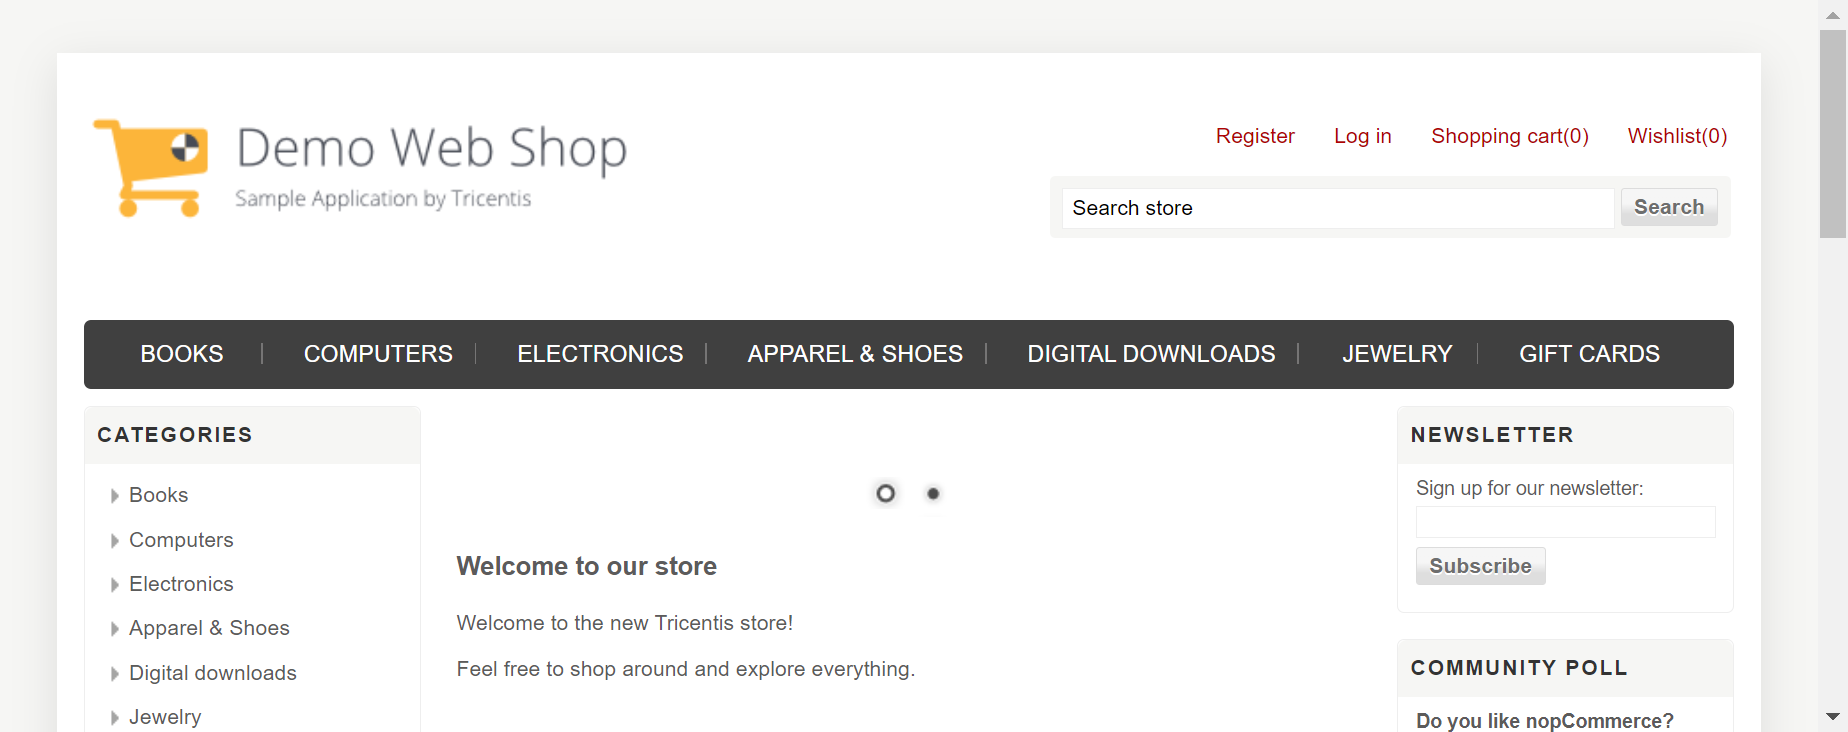 Demo Web Shop
Sample Application by Tricentis
Register Log in Shopping cart(0) Wishlist(0)
Search store Search
BOOKS COMPUTERS ELECTRONICS APPAREL & SHOES DIGITAL DOWNLOADS JEWELRY GIFT CARDS
CATEGORIES
Books
Computers
Electronics
Apparel & Shoes
Digital downloads
Jewelry
Welcome to our store
Welcome to the new Tricentis store!
Feel free to shop around and explore everything.
NEWSLETTER
Sign up for our newsletter:
Subscribe
COMMUNITY POLL
Do you like nopCommerce?